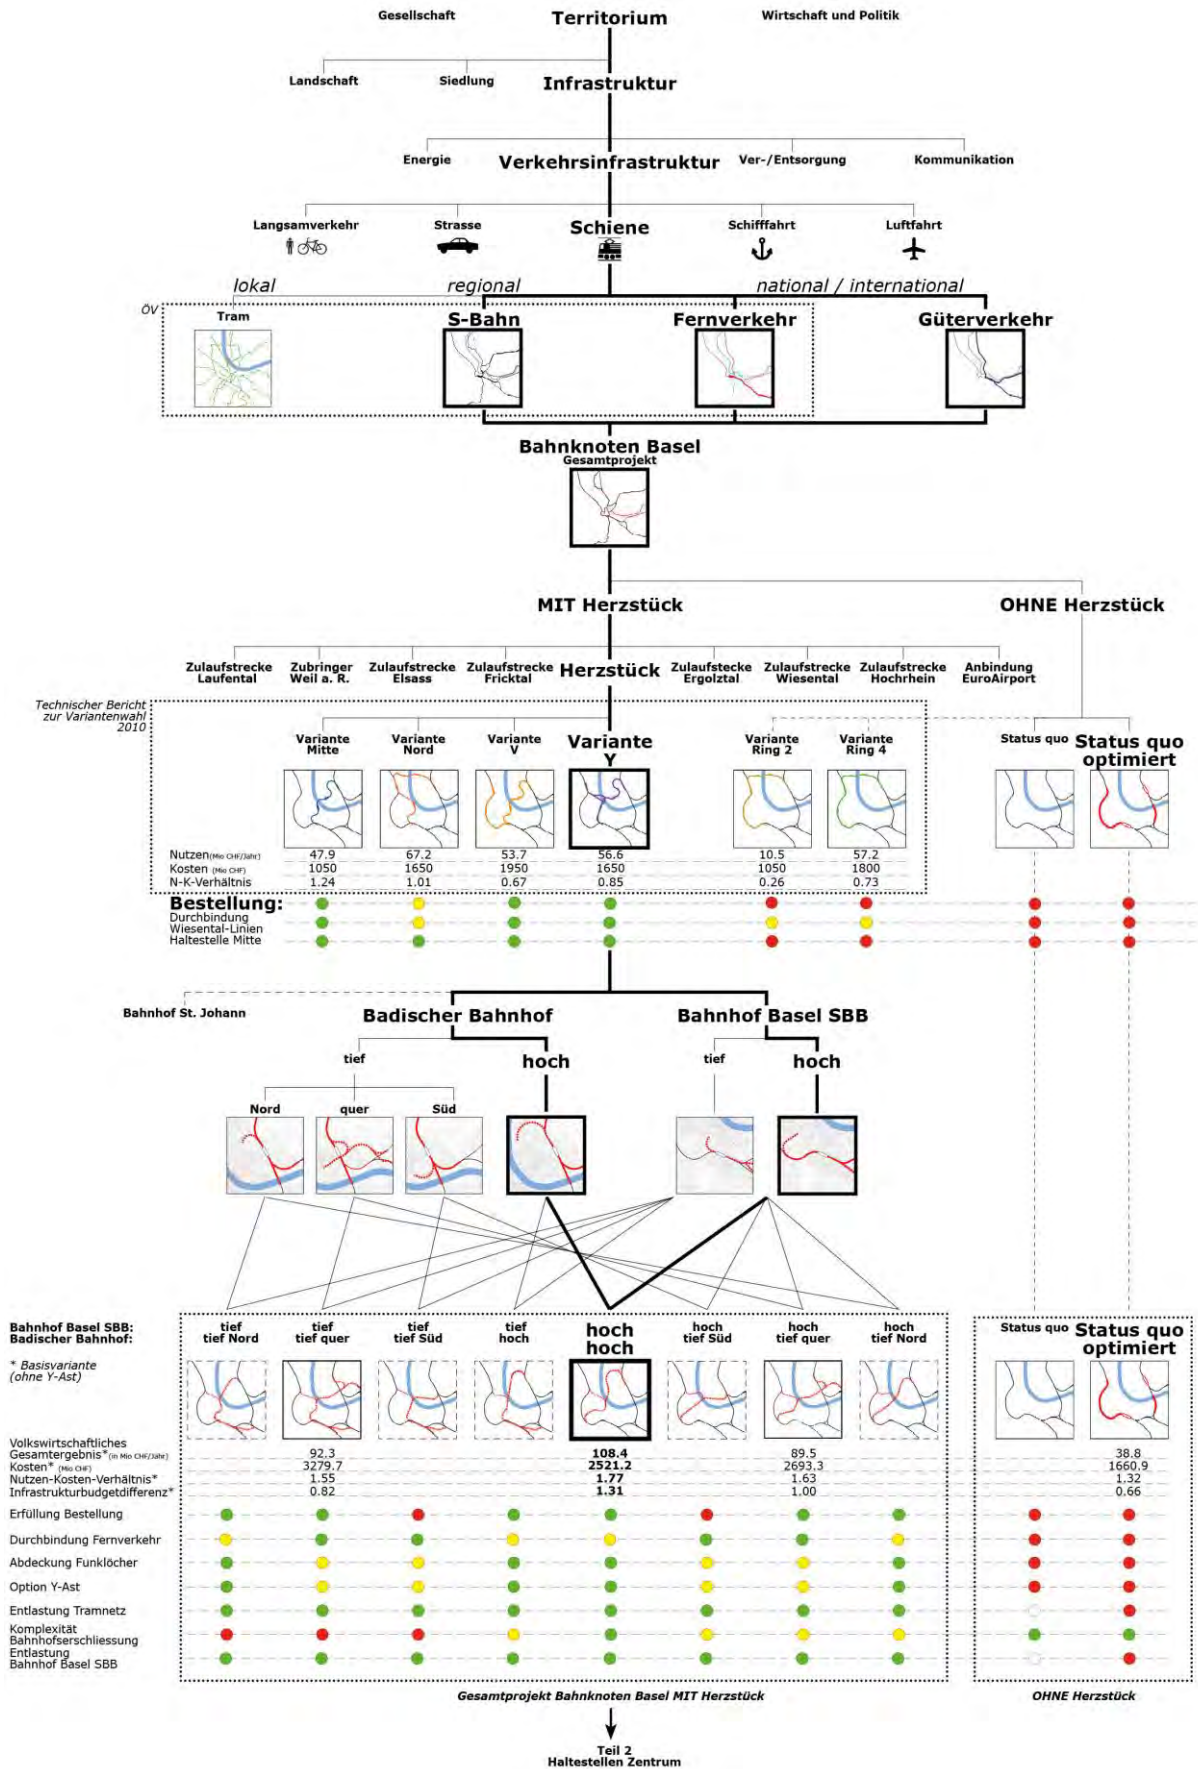 Gesellschaft Territorium Wirtschaft und Politik
Landschaft Siedlung Infrastruktur
Energie Verkehrsinfrastruktur Ver-/Entsorgung Kommunikation
Langsamverkehr Strasse Schiene Schifffahrt Luftfahrt
lokal regional national / international
ÖV
Tram S-Bahn Fernverkehr Güterverkehr
Bahnknoten Basel
Gesamtprojekt
MIT Herzstück OHNE Herzstück
Zulaufstrecke Laufental
Zubringer Weil a. R.
Zulaufstrecke Elsass
Zulaufstrecke Fricktal
Herzstück
Zulaufstecke Ergolztal
Zulaufstrecke Wiesental
Zulaufstrecke Hochrhein
Anbindung EuroAirport
Technischer Bericht
zur Variantenwahl
2010
Variante Mitte
Variante Nord
Variante V
Variante Y
Variante Ring 2
Variante Ring 4
Status quo
Status quo optimiert
Nutzen (Mio CHF/Jahr) 47.9 67.2 53.7 56.6 10.5 57.2
Kosten (Mio CHF) 1050 1650 1950 1650 1050 1800
N-K-Verhältnis 1.24 1.01 0.67 0.85 0.26 0.73
Bestellung:
Durchbindung
Wiesental-Linien
Haltestelle Mitte
Bahnhof St. Johann Badischer Bahnhof Bahnhof Basel SBB
tief hoch tief hoch
Nord quer Süd
Bahnhof Basel SBB: tief tief tief tief hoch hoch hoch hoch Status quo Status quo
Badischer Bahnhof: tief Nord tief quer tief Süd hoch hoch tief Süd tief quer tief Nord optimiert
* Basisvariante
(ohne Y-Ast)
Volkswirtschaftliches
Gesamtergebnis* (in Mio CHF/Jahr) 92.3 108.4 89.5 38.8
Kosten* (Mio CHF) 3279.7 2521.2 2693.3 1660.9
Nutzen-Kosten-Verhältnis* 1.55 1.77 1.63 1.32
Infrastrukturbudgetdifferenz* 0.82 1.31 1.00 0.66
Erfüllung Bestellung
Durchbindung Fernverkehr
Abdeckung Funklöcher
Option Y-Ast
Entlastung Tramnetz
Komplexität
Bahnhofserschliessung
Entlastung
Bahnhof Basel SBB
Gesamtprojekt Bahnknoten Basel MIT Herzstück OHNE Herzstück
Teil 2
Haltestellen Zentrum